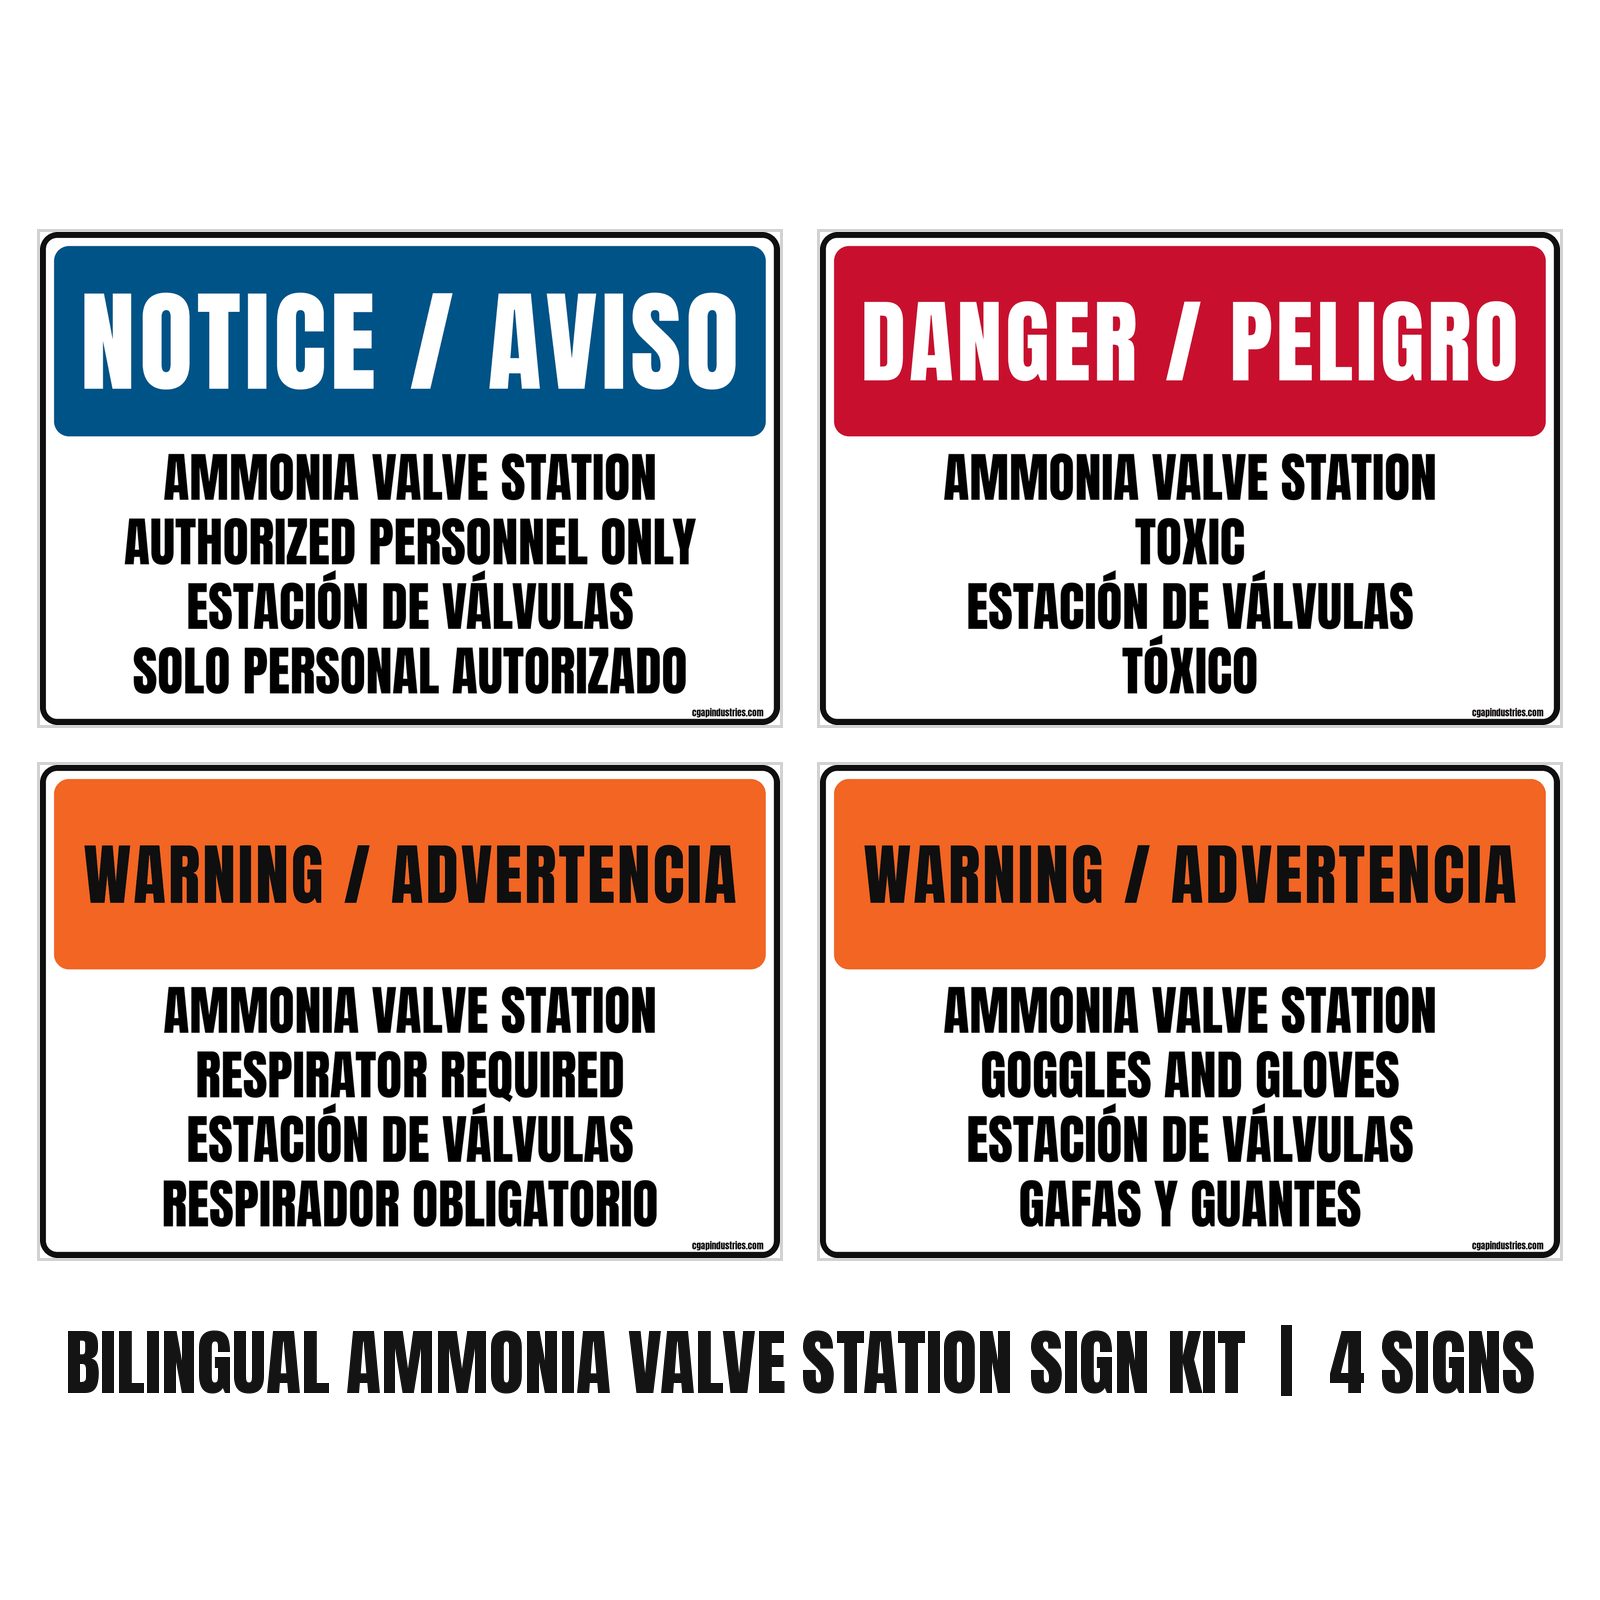 NOTICE / AVISO
AMMONIA VALVE STATION
AUTHORIZED PERSONNEL ONLY
ESTACIÓN DE VÁLVULAS
SOLO PERSONAL AUTORIZADO
cgapindustries.com
DANGER / PELIGRO
AMMONIA VALVE STATION
TOXIC
ESTACIÓN DE VÁLVULAS
TÓXICO
cgapindustries.com
WARNING / ADVERTENCIA
AMMONIA VALVE STATION
RESPIRATOR REQUIRED
ESTACIÓN DE VÁLVULAS
RESPIRADOR OBLIGATORIO
cgapindustries.com
WARNING / ADVERTENCIA
AMMONIA VALVE STATION
GOGGLES AND GLOVES
ESTACIÓN DE VÁLVULAS
GAFAS Y GUANTES
cgapindustries.com
BILINGUAL AMMONIA VALVE STATION SIGN KIT | 4 SIGNS